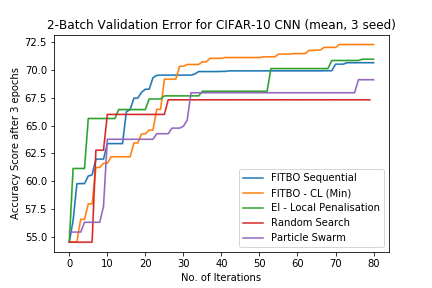 2-Batch Validation Error for CIFAR-10 CNN (mean, 3 seed)
Accuracy Score after 3 epochs
72.5
70.0
67.5
65.0
62.5
60.0
57.5
55.0
FITBO Sequential
FITBO - CL (Min)
EI - Local Penalisation
Random Search
Particle Swarm
0 10 20 30 40 50 60 70 80
No. of Iterations